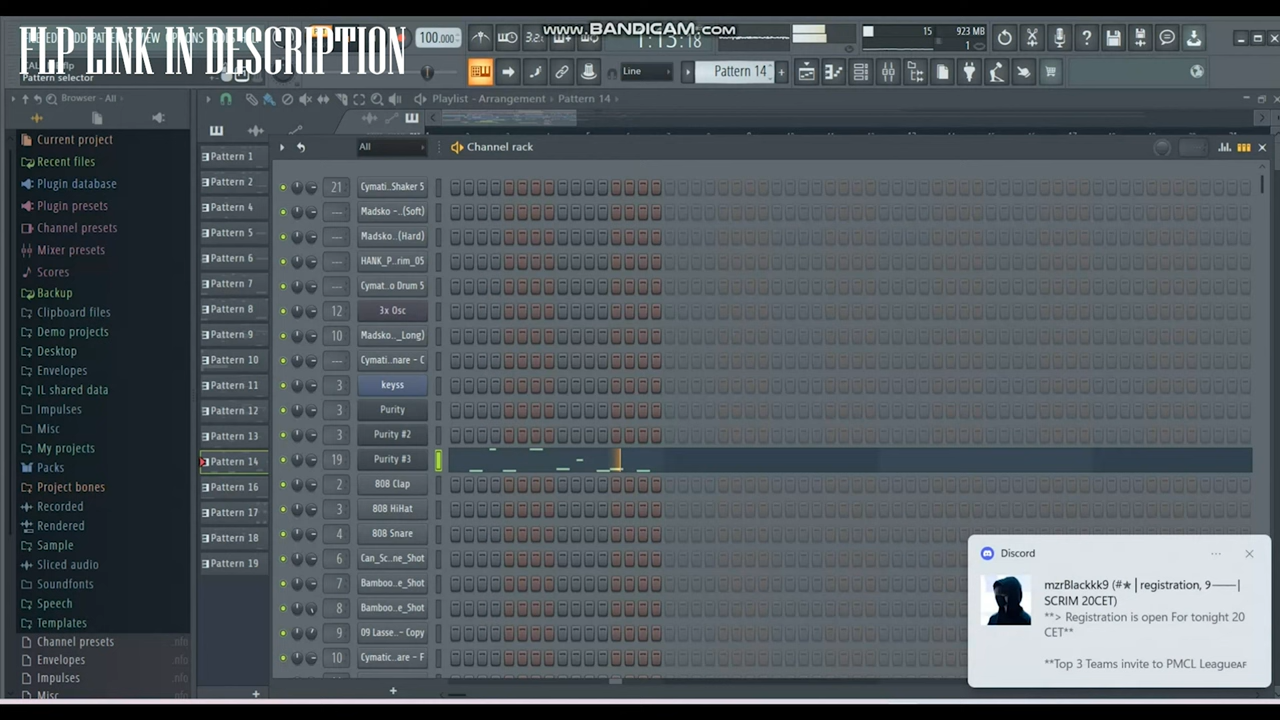 FLP LINK IN DESCRIPTION
www.BANDICAM.com
100.000
1:15:18
15
923 MB
1
Pattern selector
Line
Pattern 14
Browser - All
Playlist - Arrangement
Pattern 14
Current project
Recent files
Plugin database
Plugin presets
Channel presets
Mixer presets
Scores
Backup
Clipboard files
Demo projects
Desktop
Envelopes
IL shared data
Impulses
Misc
My projects
Packs
Project bones
Recorded
Rendered
Sample
Sliced audio
Soundfonts
Speech
Templates
Channel presets
Envelopes
Impulses
Misc
Pattern 1
Pattern 2
Pattern 4
Pattern 5
Pattern 6
Pattern 7
Pattern 8
Pattern 9
Pattern 10
Pattern 11
Pattern 12
Pattern 13
Pattern 14
Pattern 16
Pattern 17
Pattern 18
Pattern 19
All
Channel rack
21 Cymati..Shaker 5
--- Madsko -..(Soft)
--- Madsko..(Hard)
--- HANK_P..rim_05
--- Cymat..o Drum 5
12 3x Osc
10 Madsko.._Long)
--- Cymati..nare - C
3 keyss
3 Purity
3 Purity #2
19 Purity #3
2 808 Clap
3 808 HiHat
4 808 Snare
6 Can_Sc..ne_Shot
7 Bamboo..e_Shot
8 Bamboo..e_Shot
9 09 Lasse..- Copy
10 Cymatic..are - F
Discord
mzrBlackkk9 (#★│registration, 9——│
SCRIM 20CET)
**> Registration is open For tonight 20
CET**
**Top 3 Teams invite to PMCL League